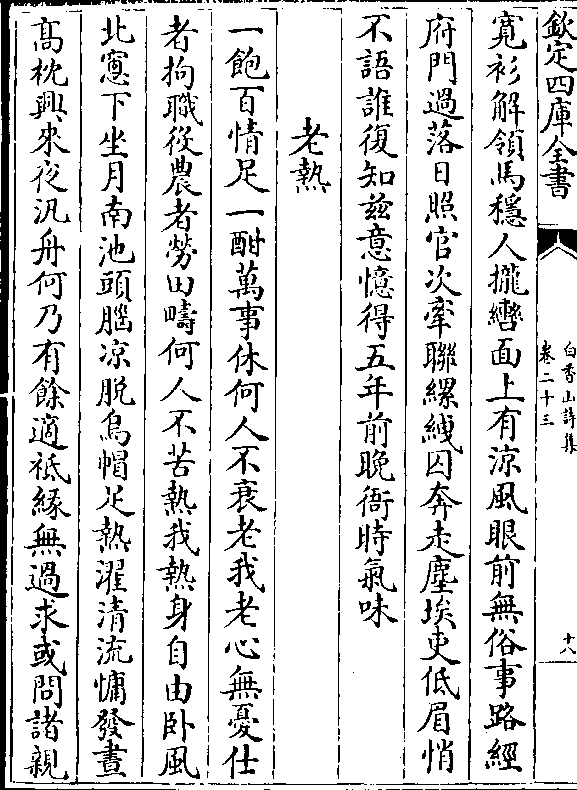 欽定四庫全書
白香山詩集
卷二十三
十八
寬衫解領馬穩人攏轡面上有涼風眼前無俗事路經
府門過落日照官次牽聯縲絏囚奔走塵埃吏低眉悄
不語誰復知兹意憶得五年前晚衙時氣味
老熱
一飽百情足一酣萬事休何人不衰老我老心無憂仕
者拘職役農者勞田疇何人不苦熱我熱身自由卧風
北窓下坐月南池頭腦凉脱烏帽足熱濯清流慵發晝
髙枕興來夜汎舟何乃有餘適祗緣無過求或問諸親